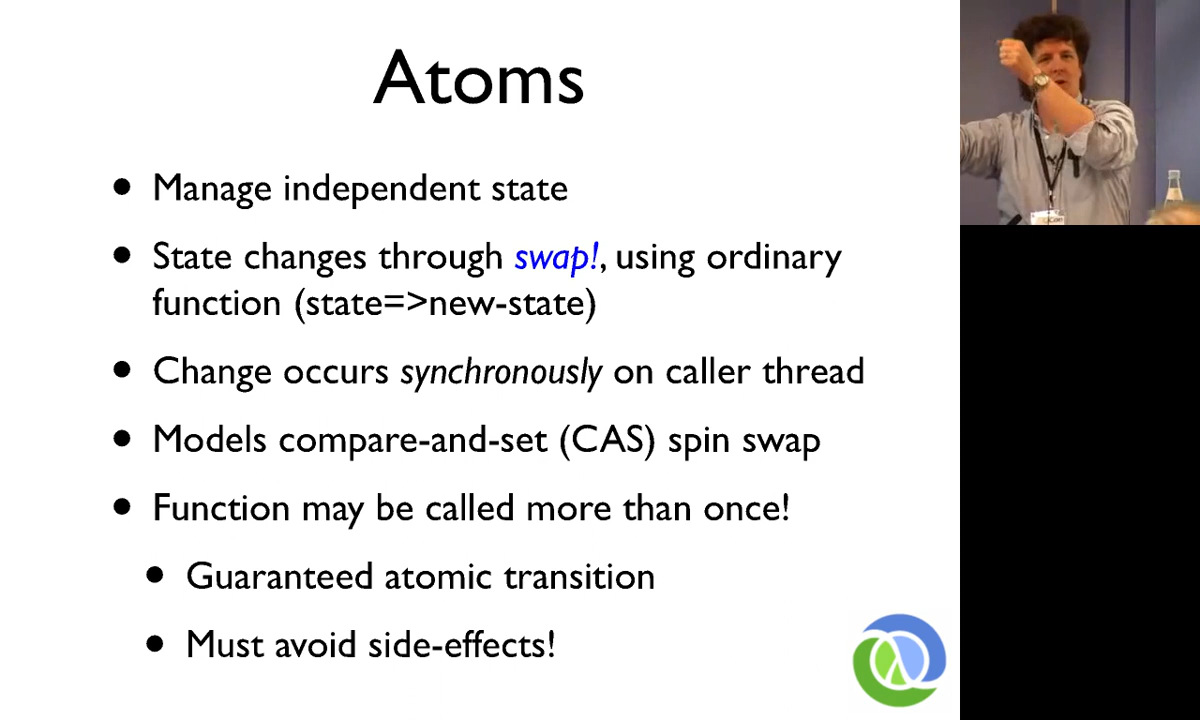 Atoms
• Manage independent state
• State changes through swap!, using ordinary
function (state=>new-state)
• Change occurs synchronously on caller thread
• Models compare-and-set (CAS) spin swap
• Function may be called more than once!
• Guaranteed atomic transition
• Must avoid side-effects!